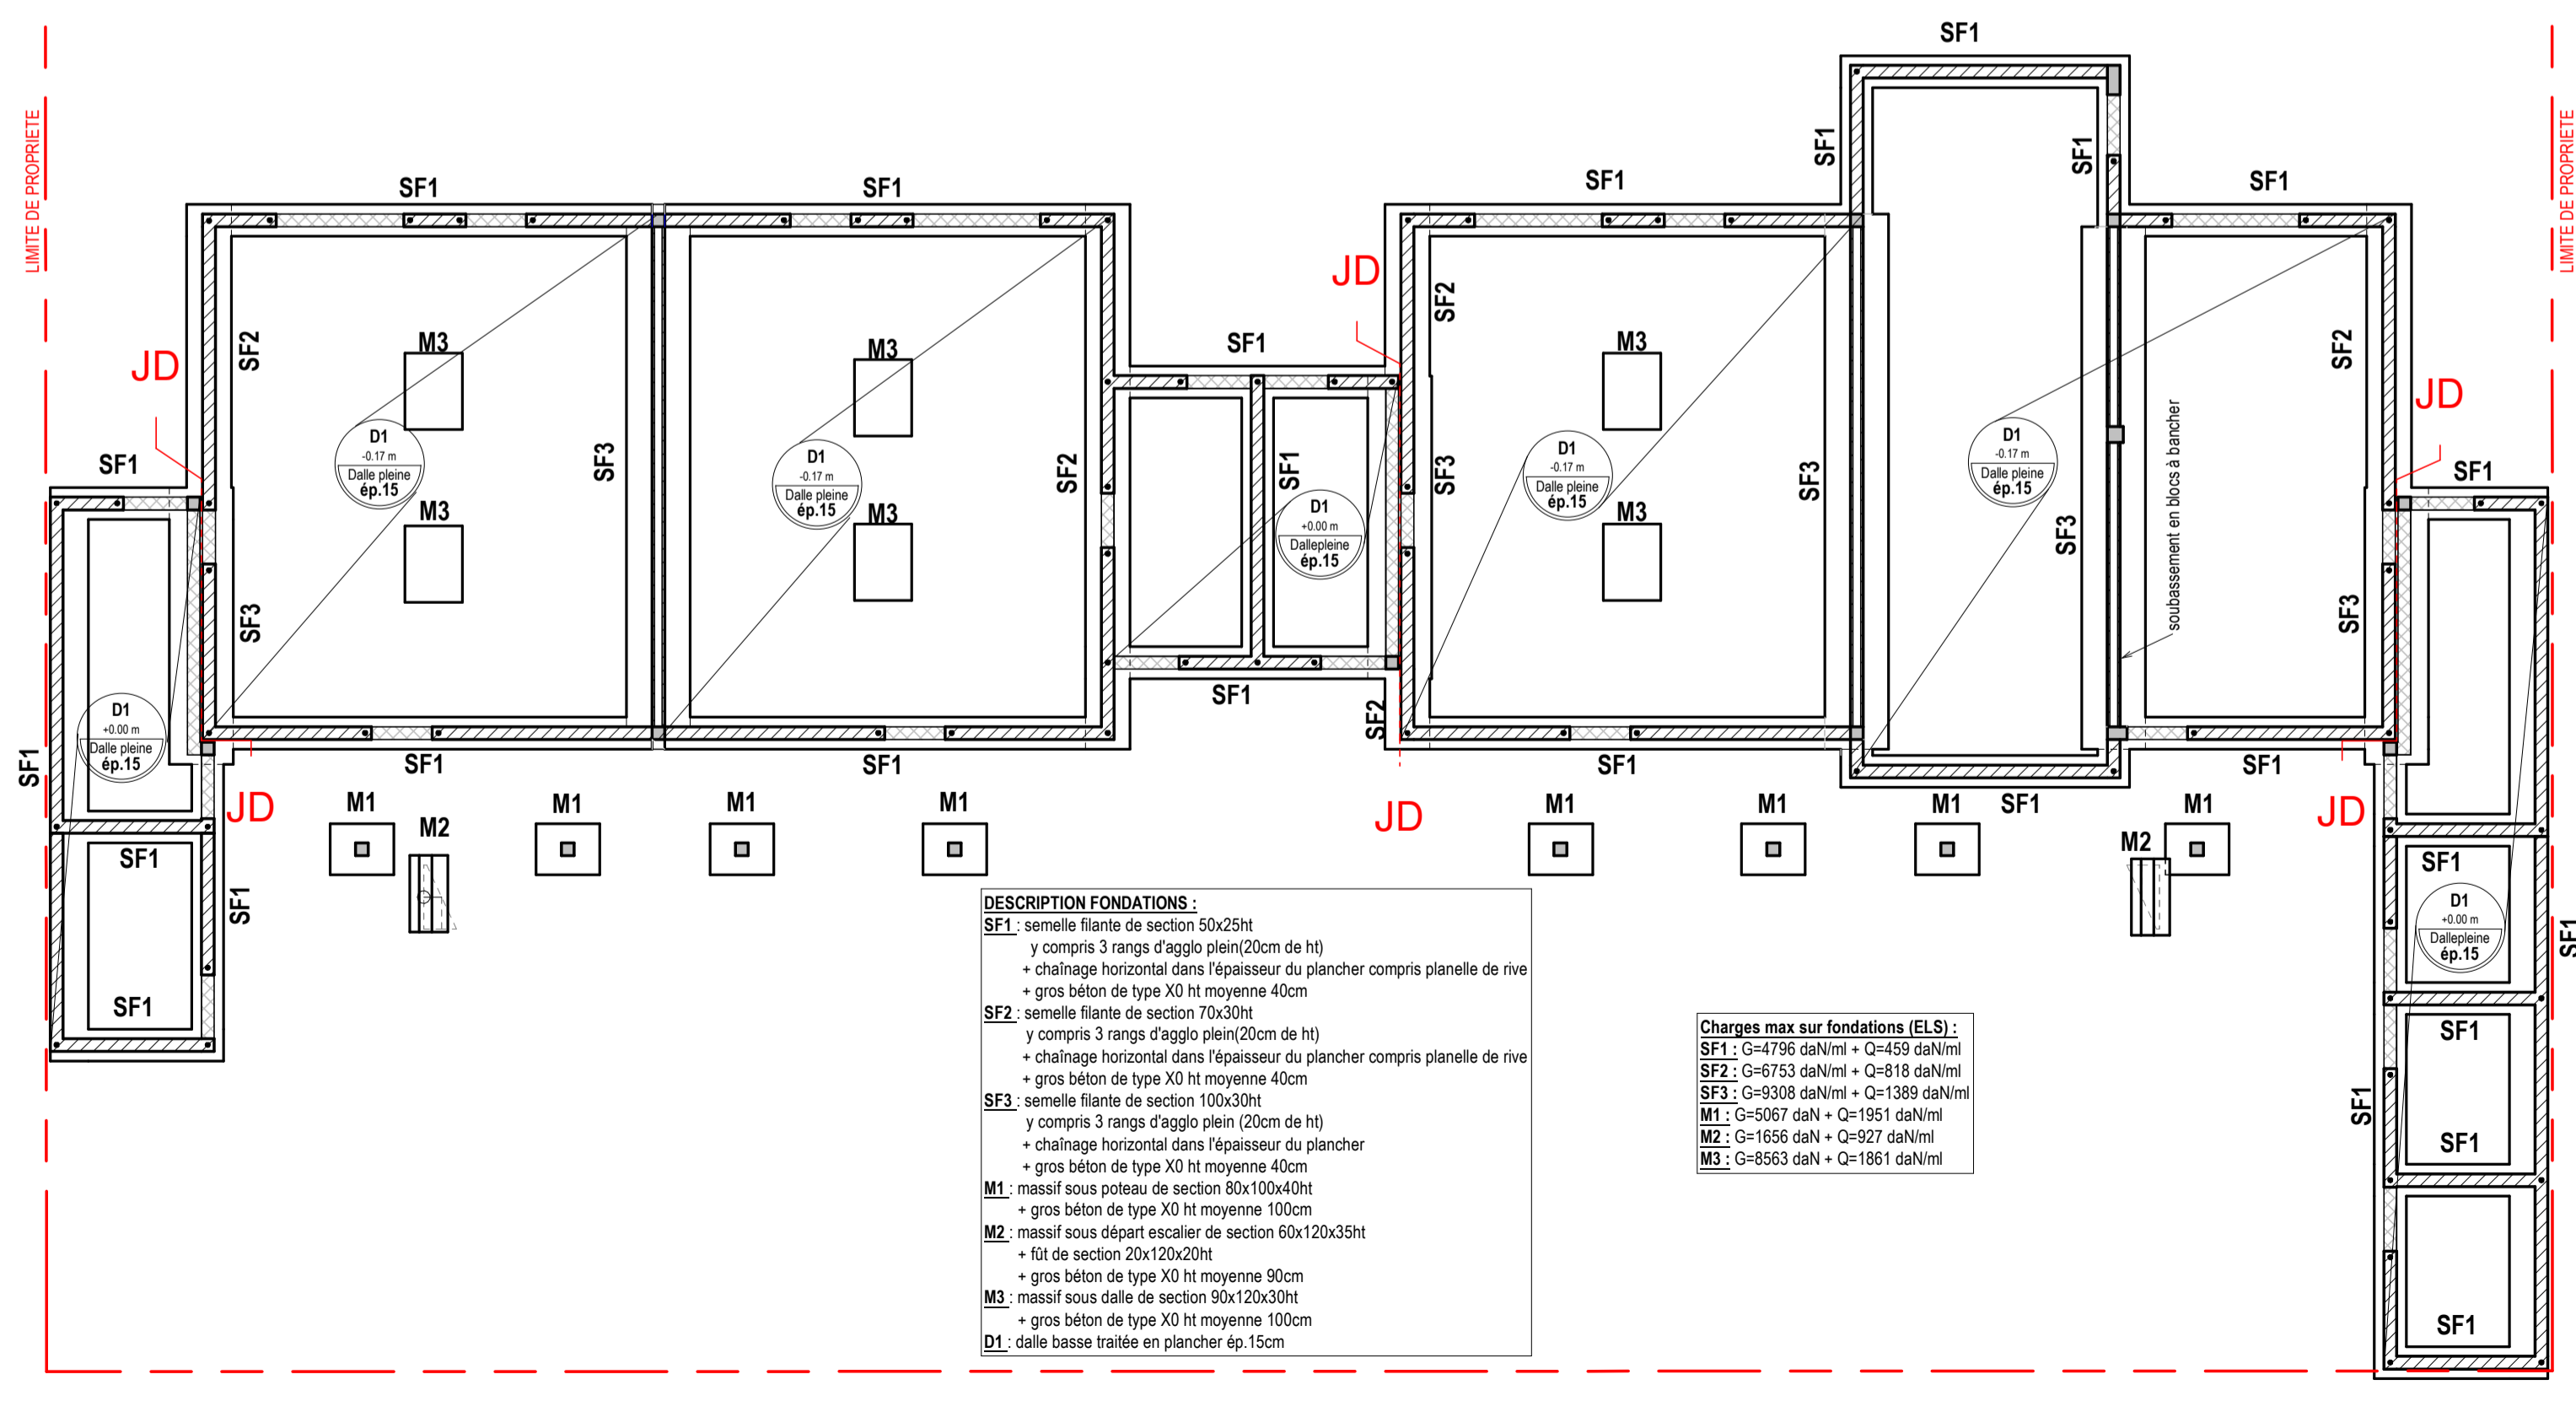 SF1
LIMITE DE PROPRIETE
LIMITE DE PROPRIETE
SF1
SF1
SF1
SF1
SF1
SF1
SF1
JD
SF2
M3
M3
SF1
SF2
M3
SF2
JD
JD
SF1
D1
-0.17 m
Dalle pleine
ép.15
SF3
D1
-0.17 m
Dalle pleine
ép.15
SF2
SF1
SF3
D1
-0.17 m
Dalle pleine
ép.15
SF3
D1
-0.17 m
Dalle pleine
ép.15
SF1
M3
M3
M3
D1
+0.00 m
Dallepleine
ép.15
SF3
soubassement en blocs à bancher
SF3
SF3
D1
+0.00 m
Dalle pleine
ép.15
SF1
SF1
SF2
SF1
SF1
SF1
SF1
SF1
JD
M1
M1
M1
M1
JD
M1
M1
M1
SF1
M1
JD
M2
M2
SF1
SF1
SF1
SF1
D1
+0.00 m
Dallepleine
ép.15
SF1
SF1
SF1
SF1
SF1
SF1
DESCRIPTION FONDATIONS :
SF1 : semelle filante de section 50x25ht
y compris 3 rangs d'agglo plein(20cm de ht)
+ chaînage horizontal dans l'épaisseur du plancher compris planelle de rive
+ gros béton de type X0 ht moyenne 40cm
SF2 : semelle filante de section 70x30ht
y compris 3 rangs d'agglo plein(20cm de ht)
+ chaînage horizontal dans l'épaisseur du plancher compris planelle de rive
+ gros béton de type X0 ht moyenne 40cm
SF3 : semelle filante de section 100x30ht
y compris 3 rangs d'agglo plein (20cm de ht)
+ chaînage horizontal dans l'épaisseur du plancher
+ gros béton de type X0 ht moyenne 40cm
M1 : massif sous poteau de section 80x100x40ht
+ gros béton de type X0 ht moyenne 100cm
M2 : massif sous départ escalier de section 60x120x35ht
+ fût de section 20x120x20ht
+ gros béton de type X0 ht moyenne 90cm
M3 : massif sous dalle de section 90x120x30ht
+ gros béton de type X0 ht moyenne 100cm
D1 : dalle basse traitée en plancher ép.15cm
Charges max sur fondations (ELS) :
SF1 : G=4796 daN/ml + Q=459 daN/ml
SF2 : G=6753 daN/ml + Q=818 daN/ml
SF3 : G=9308 daN/ml + Q=1389 daN/ml
M1 : G=5067 daN + Q=1951 daN/ml
M2 : G=1656 daN + Q=927 daN/ml
M3 : G=8563 daN + Q=1861 daN/ml